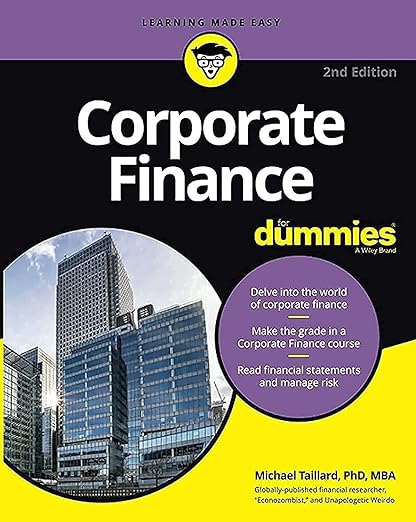 LEARNING MADE EASY
2nd Edition
Corporate
Finance
for
dummies®
A Wiley Brand
Delve into the world
of corporate finance
Make the grade in a
Corporate Finance course
Read financial statements
and manage risk
Michael Taillard, PhD, MBA
Globally-published financial researcher,
“Econozombist,” and Unapologetic Weirdo